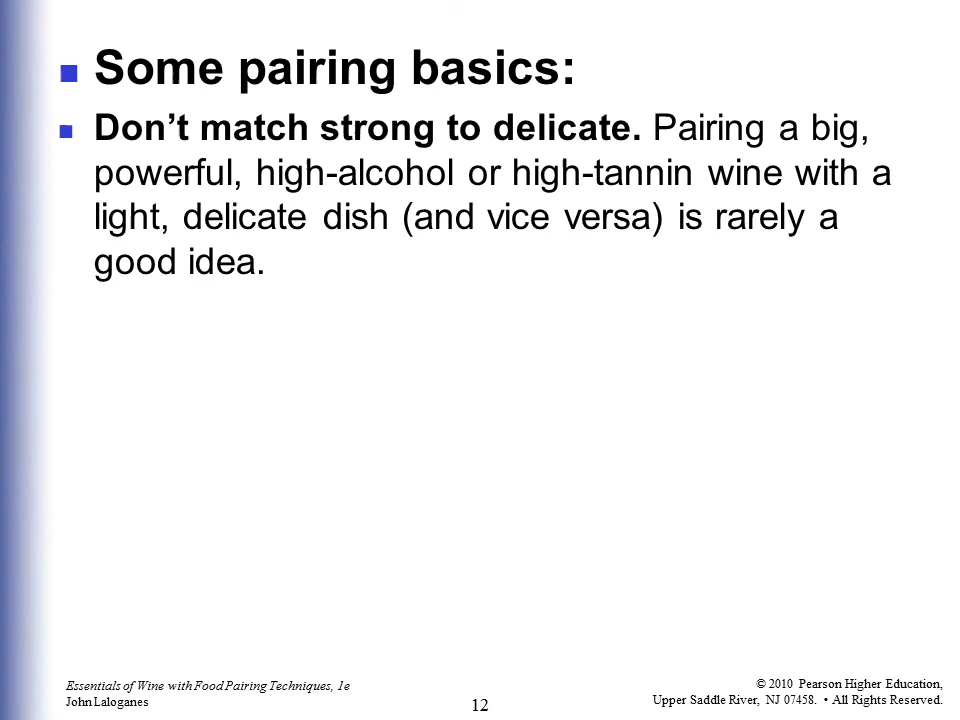 Some pairing basics:
Don’t match strong to delicate. Pairing a big,
powerful, high-alcohol or high-tannin wine with a
light, delicate dish (and vice versa) is rarely a
good idea.
Essentials of Wine with Food Pairing Techniques, 1e
John Laloganes
12
© 2010 Pearson Higher Education,
Upper Saddle River, NJ 07458. • All Rights Reserved.